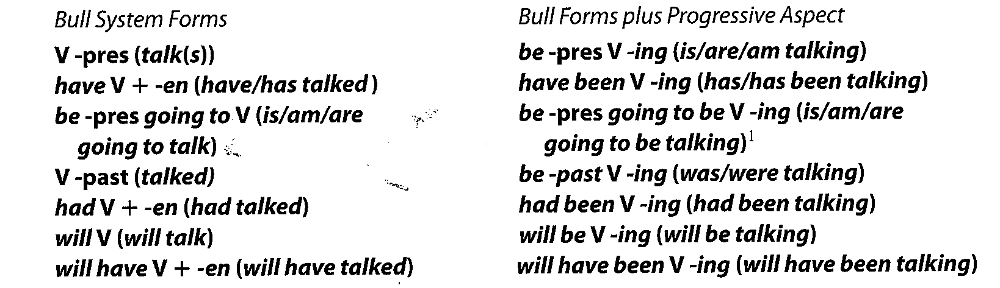 Bull System Forms
V -pres (talk(s))
have V + -en (have/has talked)
be -pres going to V (is/am/are
going to talk)
V -past (talked)
had V + -en (had talked)
will V (will talk)
will have V + -en (will have talked)
Bull Forms plus Progressive Aspect
be -pres V -ing (is/are/am talking)
have been V -ing (has/has been talking)
be -pres going to be V -ing (is/am/are
going to be talking)1
be -past V -ing (was/were talking)
had been V -ing (had been talking)
will be V -ing (will be talking)
will have been V -ing (will have been talking)